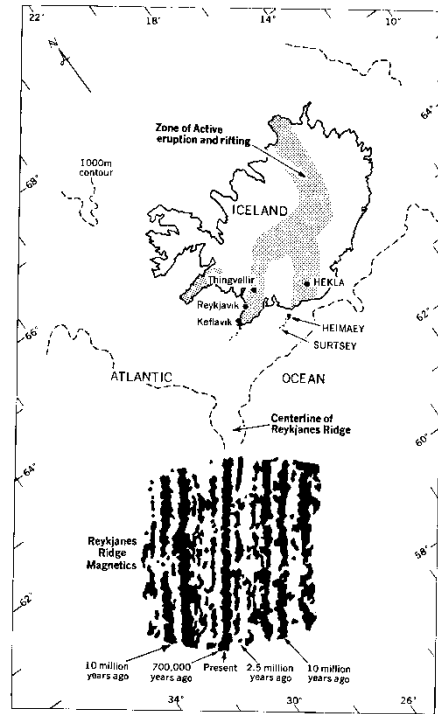 22°
18°
14°
10°
N
Zone of Active
eruption and rifting
1000m
contour
68°
ICELAND
Thingvellir
HEKLA
Reykjavik
Keflavik
HEIMAEY
SURTSEY
66°
62°
ATLANTIC
OCEAN
Centerline of
Reykjanes Ridge
60°
64°
Reykjanes
Ridge
Magnetics
58°
62°
10 million
years ago
700,000
years ago
Present
2.5 million
years ago
10 million
years ago
34°
30°
26°